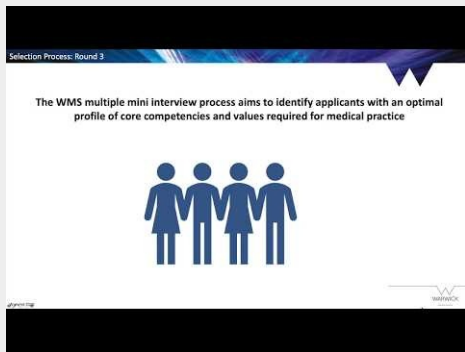 Selection Process: Round 3
The WMS multiple mini interview process aims to identify applicants with an optimal
profile of core competencies and values required for medical practice
WARWICK